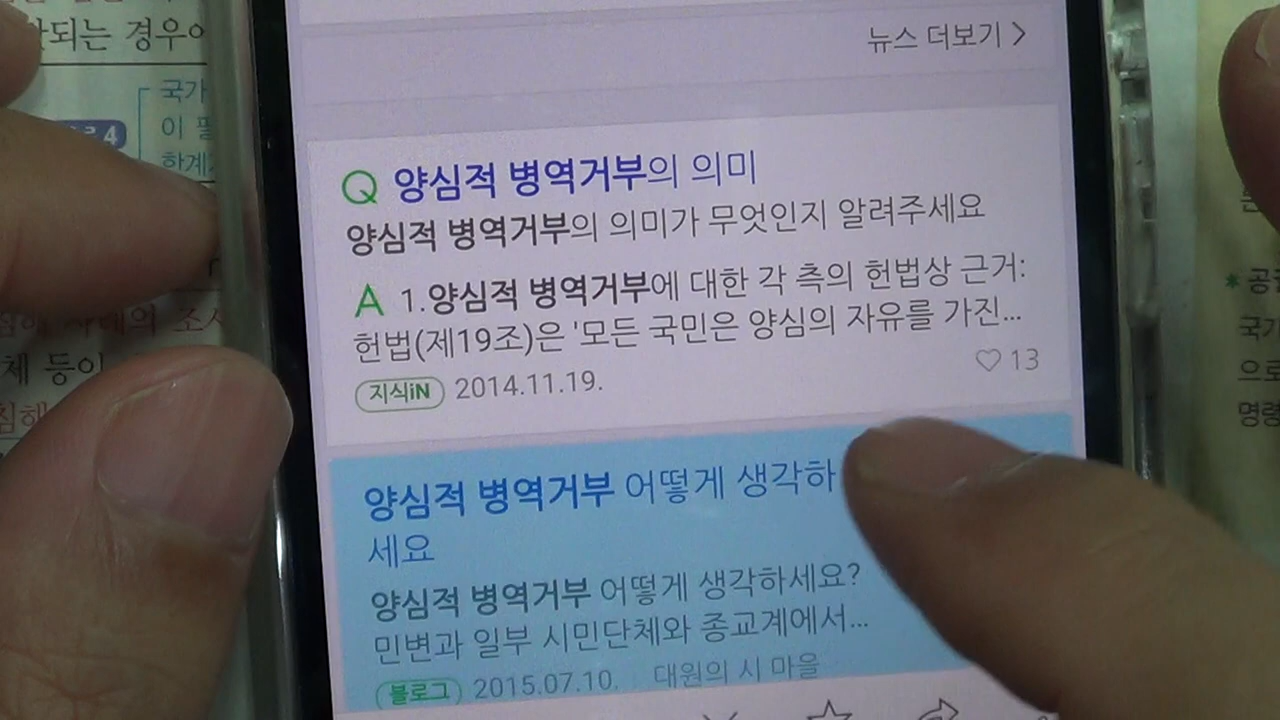 뉴스 더보기 >
Q 양심적 병역거부의 의미
양심적 병역거부의 의미가 무엇인지 알려주세요
A 1.양심적 병역거부에 대한 각 측의 헌법상 근거:
헌법(제19조)은 '모든 국민은 양심의 자유를 가진...
13
지식iN 2014.11.19.
양심적 병역거부 어떻게 생각하
세요
양심적 병역거부 어떻게 생각하세요?
민변과 일부 시민단체와 종교계에서...
블로그 2015.07.10. 대원의 시 마을
되는 경우
국가
이
4
체 등이
국가
으로
명령